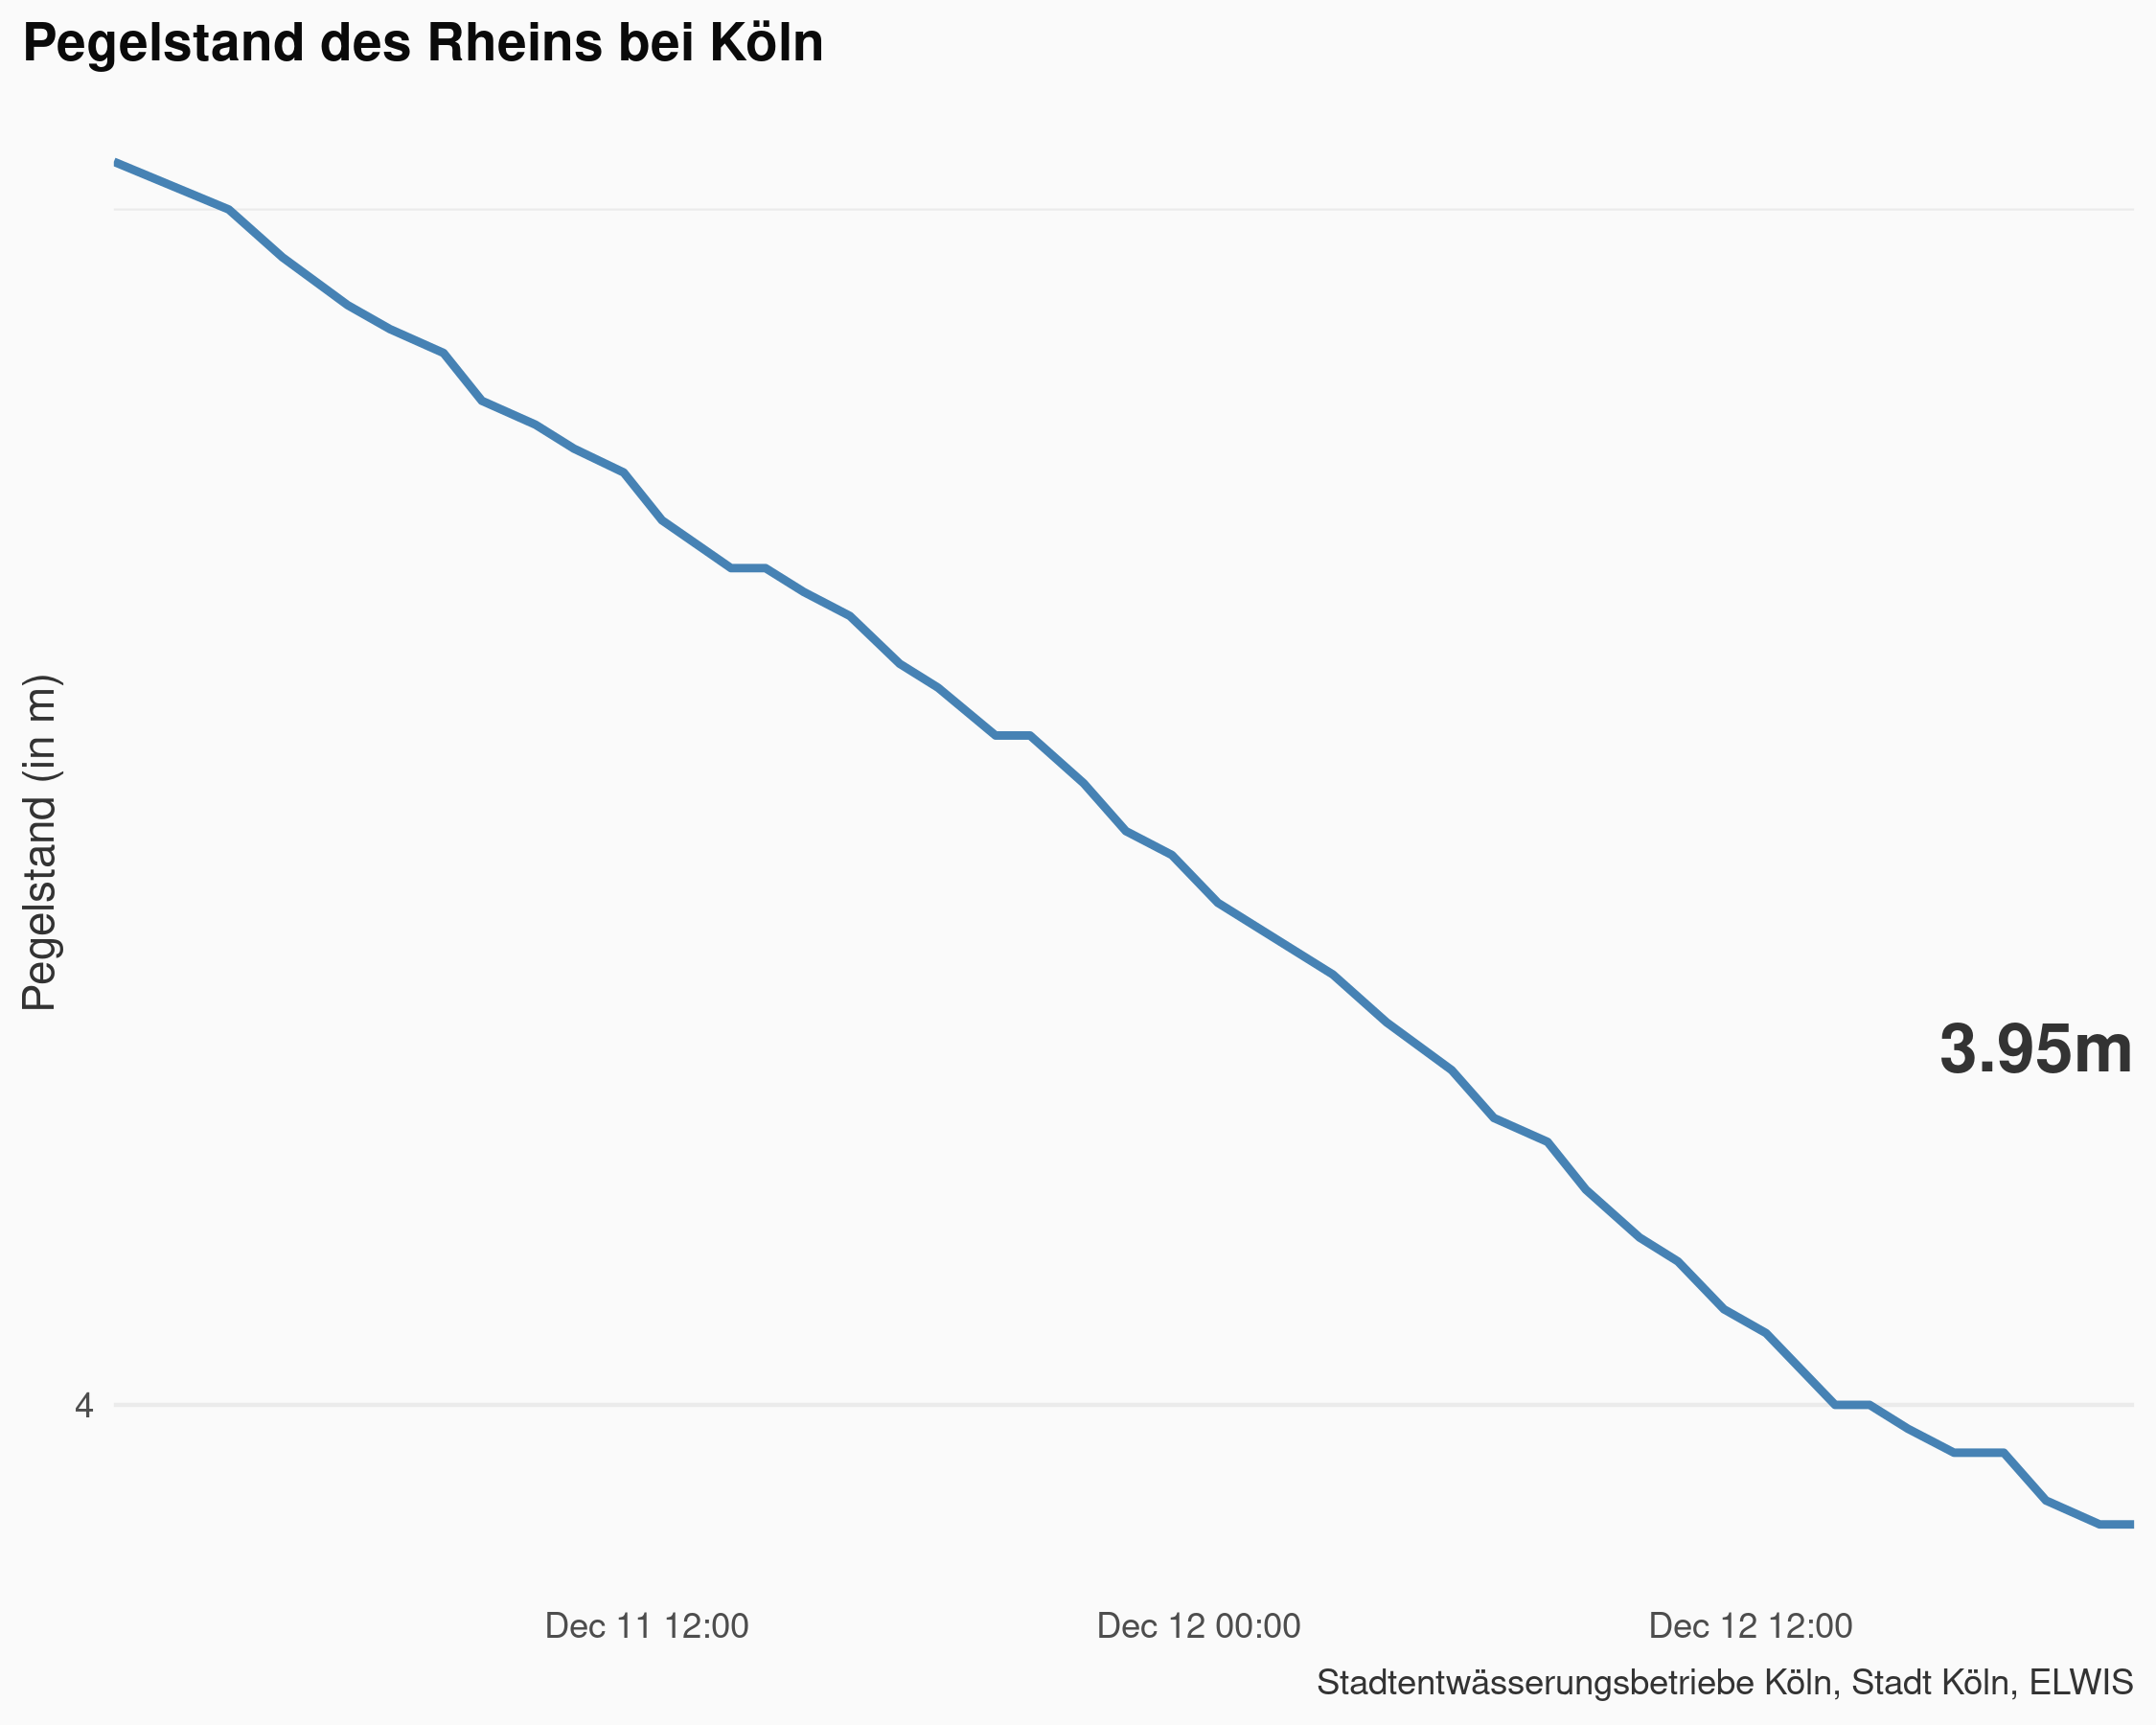 Pegelstand des Rheins bei Köln
Pegelstand (in m)
3.95m
4
Dec 11 12:00
Dec 12 00:00
Dec 12 12:00
Stadtentwässerungsbetriebe Köln, Stadt Köln, ELWIS